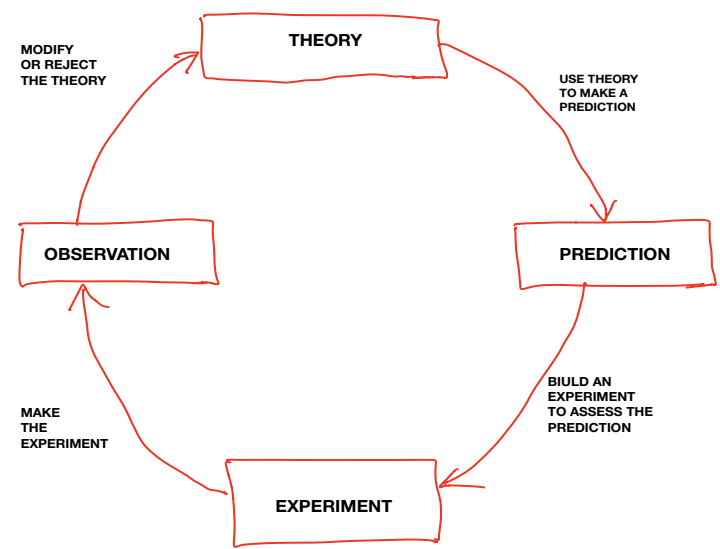 THEORY
MODIFY
OR REJECT
THE THEORY
USE THEORY
TO MAKE A
PREDICTION
OBSERVATION
PREDICTION
BIULD AN
EXPERIMENT
TO ASSESS THE
PREDICTION
MAKE
THE
EXPERIMENT
EXPERIMENT